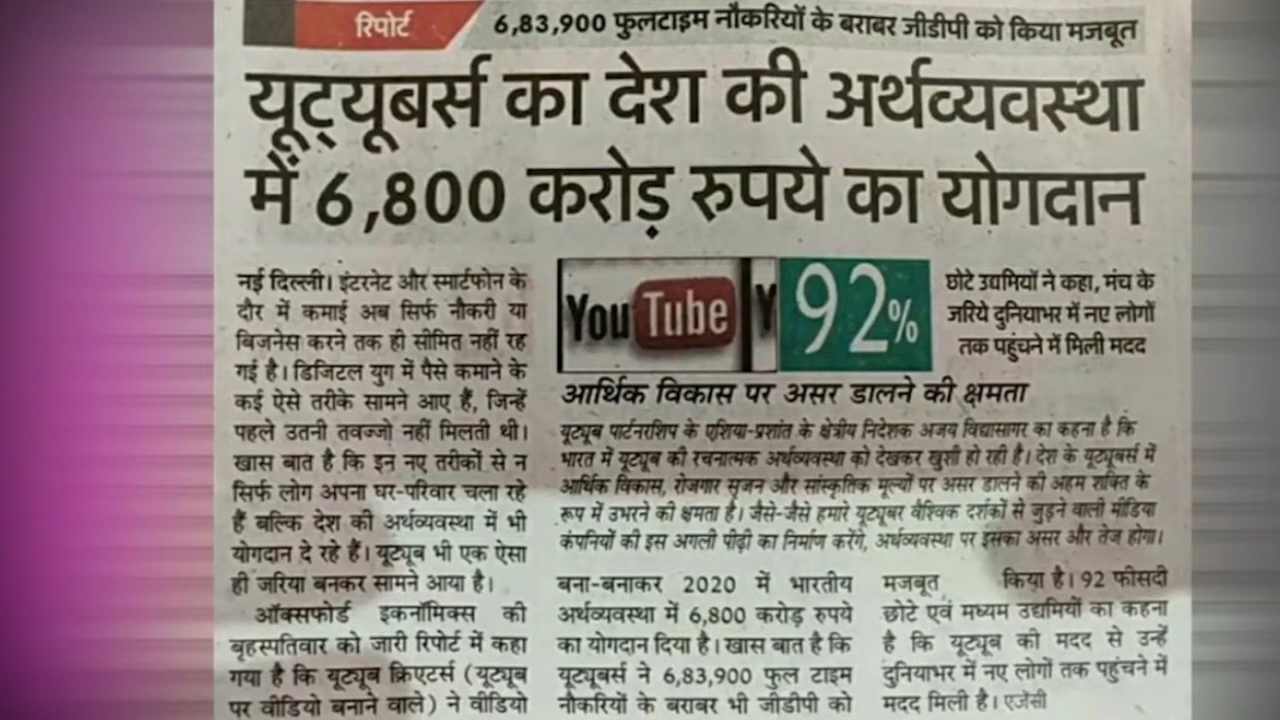 रिपोर्ट
6,83,900 फुलटाइम नौकरियों के बराबर जीडीपी को किया मजबूत
यूट्यूबर्स का देश की अर्थव्यवस्था
में 6,800 करोड़ रुपये का योगदान
नई दिल्ली। इंटरनेट और स्मार्टफोन के
दौर में कमाई अब सिर्फ नौकरी या
बिजनेस करने तक ही सीमित नहीं रह
गई है। डिजिटल युग में पैसे कमाने के
कई ऐसे तरीके सामने आए हैं, जिन्हें
पहले उतनी तवज्जो नहीं मिलती थी।
खास बात है कि इन नए तरीकों से न
सिर्फ लोग अपना घर-परिवार चला रहे
हैं बल्कि देश की अर्थव्यवस्था में भी
योगदान दे रहे हैं। यूट्यूब भी एक ऐसा
ही जरिया बनकर सामने आया है।
ऑक्सफोर्ड इकनॉमिक्स की
बृहस्पतिवार को जारी रिपोर्ट में कहा
गया है कि यूट्यूब क्रिएटर्स (यूट्यूब
पर वीडियो बनाने वाले) ने वीडियो
YouTube Y
92%
छोटे उद्यमियों ने कहा, मंच के
जरिये दुनियाभर में नए लोगों
तक पहुंचने में मिली मदद
आर्थिक विकास पर असर डालने की क्षमता
यूट्यूब पार्टनरशिप के एशिया-प्रशांत के क्षेत्रीय निदेशक अजय विद्यासागर का कहना है कि
भारत में यूट्यूब की रचनात्मक अर्थव्यवस्था को देखकर खुशी हो रही है। देश के यूट्यूबर्स में
आर्थिक विकास, रोजगार सृजन और सांस्कृतिक मूल्यों पर असर डालने की अहम शक्ति के
रूप में उभरने की क्षमता है। जैसे-जैसे हमारे यूट्यूबर वैश्विक दर्शकों से जुड़ने वाली मीडिया
कंपनियों की इस अगली पीढ़ी का निर्माण करेंगे, अर्थव्यवस्था पर इसका असर और तेज होगा।
बना-बनाकर 2020 में भारतीय
अर्थव्यवस्था में 6,800 करोड़ रुपये
का योगदान दिया है। खास बात है कि
यूट्यूबर्स ने 6,83,900 फुल टाइम
नौकरियों के बराबर भी जीडीपी को
मजबूत किया है। 92 फीसदी
छोटे एवं मध्यम उद्यमियों का कहना
है कि यूट्यूब की मदद से उन्हें
दुनियाभर में नए लोगों तक पहुंचने में
मदद मिली है। एजेंसी